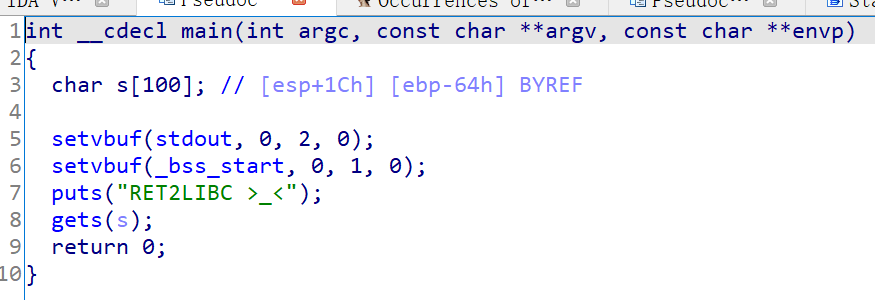 IDA V··· Pseudoc Occurrences of··· Pseudoc··· Sta
1 int __cdecl main(int argc, const char **argv, const char **envp)
2 {
3 char s[100]; // [esp+1Ch] [ebp-64h] BYREF
4
5 setvbuf(stdout, 0, 2, 0);
6 setvbuf(_bss_start, 0, 1, 0);
7 puts("RET2LIBC >_<");
8 gets(s);
9 return 0;
10 }